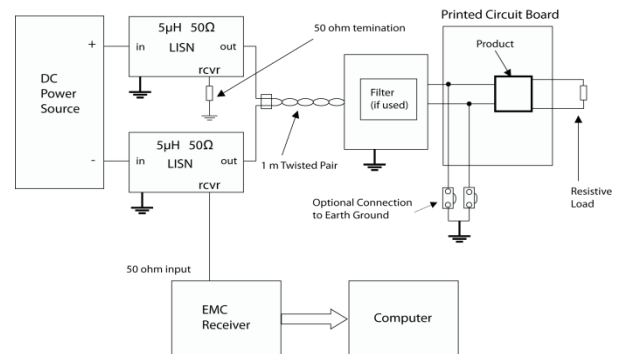 Printed Circuit Board
5µH 50Ω
LISN
in
out
rcvr
+
50 ohm temination
Product
DC
Power
Source
Filter
(if used)
5µH 50Ω
LISN
-
in
out
rcvr
1 m Twisted Pair
Optional Connection
to Earth Ground
Resistive
Load
50 ohm input
EMC
Receiver
Computer